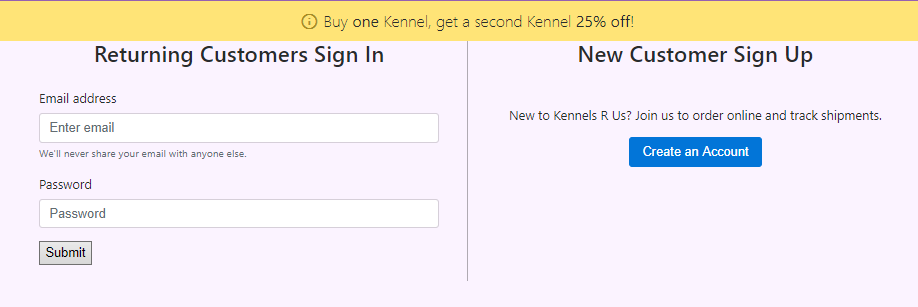 Buy one Kennel, get a second Kennel 25% off!
Returning Customers Sign In
Email address
Enter email
We'll never share your email with anyone else.
Password
Password
Submit
New Customer Sign Up
New to Kennels R Us? Join us to order online and track shipments.
Create an Account